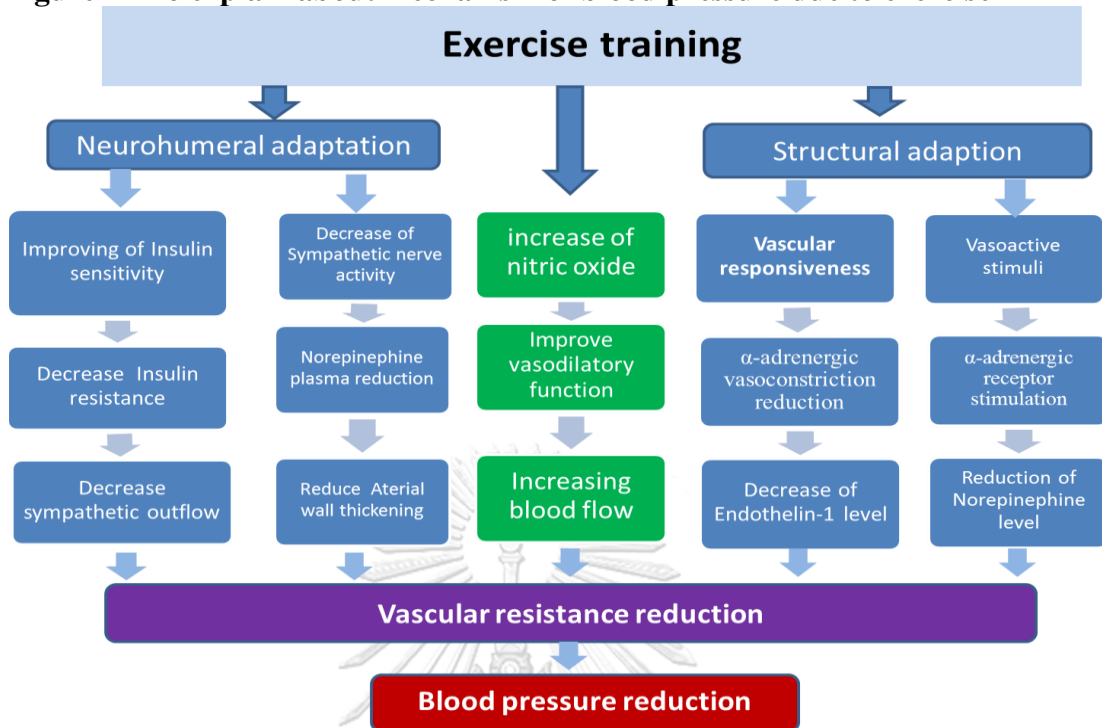 Exercise training
Neurohumeral adaptation
Structural adaption
Improving of Insulin
sensitivity
Decrease of
Sympathetic nerve
activity
increase of
nitric oxide
Vascular
responsiveness
Vasoactive
stimuli
Decrease Insulin
resistance
Norepinephine
plasma reduction
Improve
vasodilatory
function
α-adrenergic
vasoconstriction
reduction
α-adrenergic
receptor
stimulation
Decrease
sympathetic outflow
Reduce Aterial
wall thickening
Increasing
blood flow
Decrease of
Endothelin-1 level
Reduction of
Norepinephine
level
Vascular resistance reduction
Blood pressure reduction